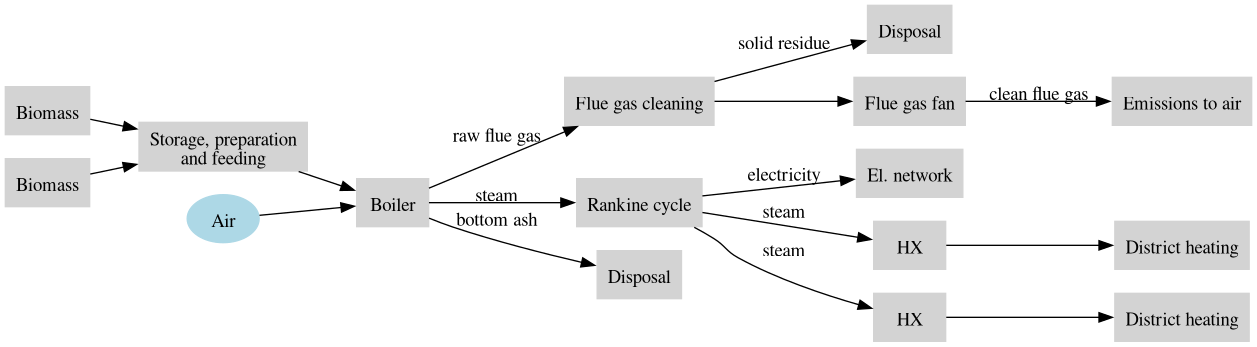 Biomass
Biomass
Storage, preparation
and feeding
Air
Boiler
raw flue gas
steam
bottom ash
Flue gas cleaning
Rankine cycle
Disposal
solid residue
electricity
steam
steam
Disposal
Flue gas fan
El. network
HX
HX
clean flue gas
Emissions to air
District heating
District heating